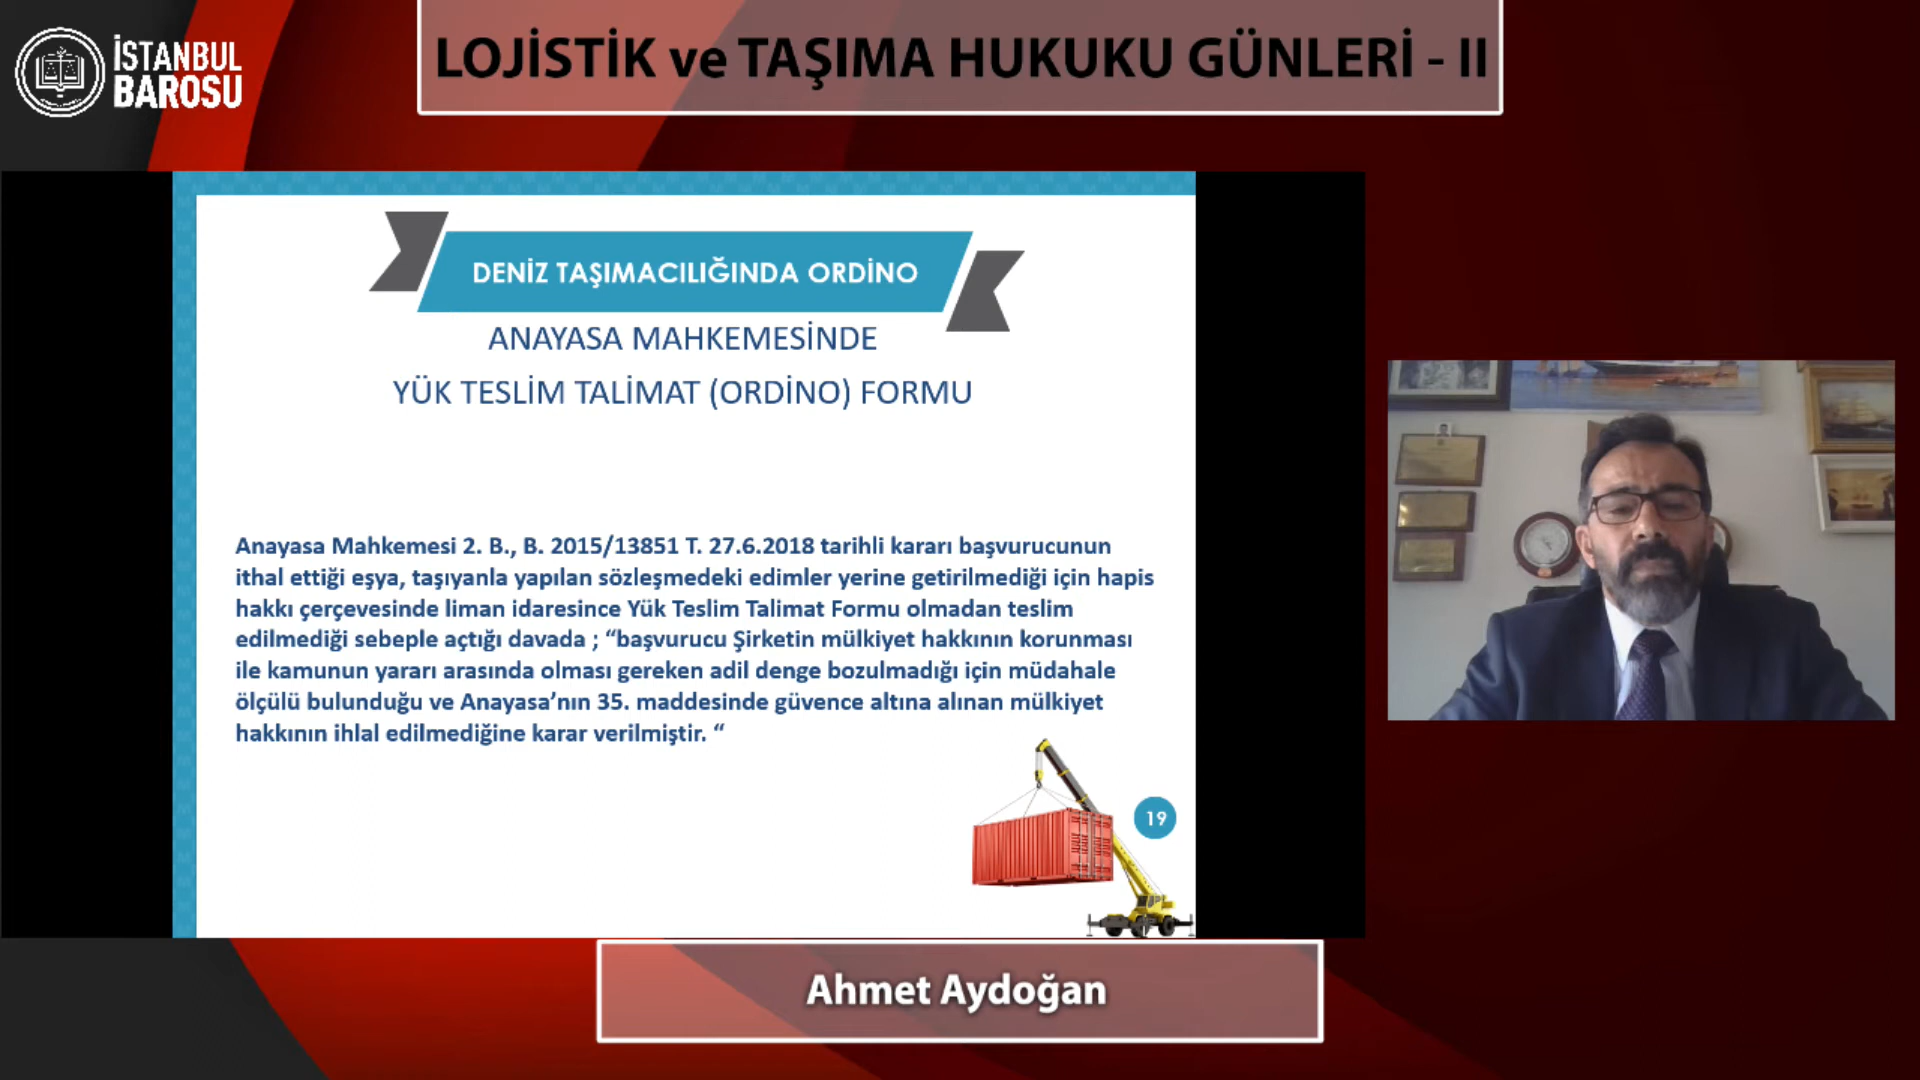 İSTANBUL
BAROSU
LOJİSTİK ve TAŞIMA HUKUKU GÜNLERİ - II
DENİZ TAŞIMACILIĞINDA ORDİNO
ANAYASA MAHKEMESİNDE
YÜK TESLİM TALİMAT (ORDİNO) FORMU
Anayasa Mahkemesi 2. B., B. 2015/13851 T. 27.6.2018 tarihli kararı başvurucunun
ithal ettiği eşya, taşıyanla yapılan sözleşmedeki edimler yerine getirilmediği için hapis
hakkı çerçevesinde liman idaresince Yük Teslim Talimat Formu olmadan teslim
edilmediği sebeple açtığı davada ; “başvurucu Şirketin mülkiyet hakkının korunması
ile kamunun yararı arasında olması gereken adil denge bozulmadığı için müdahale
ölçülü bulunduğu ve Anayasa’nın 35. maddesinde güvence altına alınan mülkiyet
hakkının ihlal edilmediğine karar verilmiştir. “
19
Ahmet Aydoğan